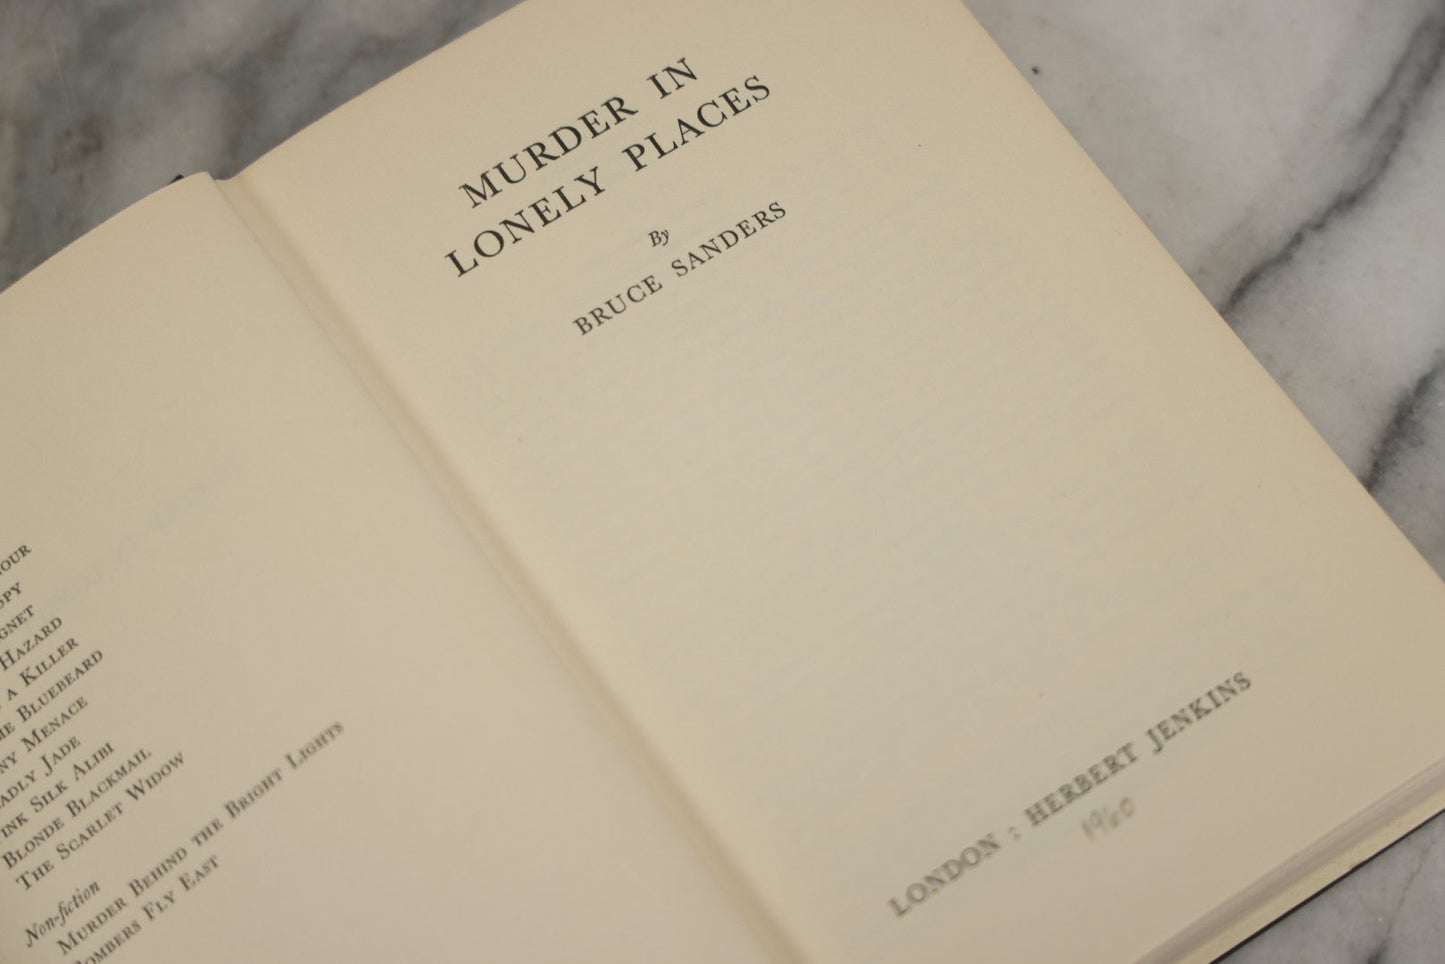 OUR
SPY
GNET
HAZARD
A KILLER
ME BLUEBEARD
NY MENACE
ADLY JADE
INK SILK ALIBI
BLONDE BLACKMAIL
THE SCARLET WIDOW
Non-fiction
MURDER BEHIND THE BRIGHT LIGHTS
BOMBERS FLY EAST
MURDER IN
LONELY PLACES
By
BRUCE SANDERS
LONDON : HERBERT JENKINS
1960